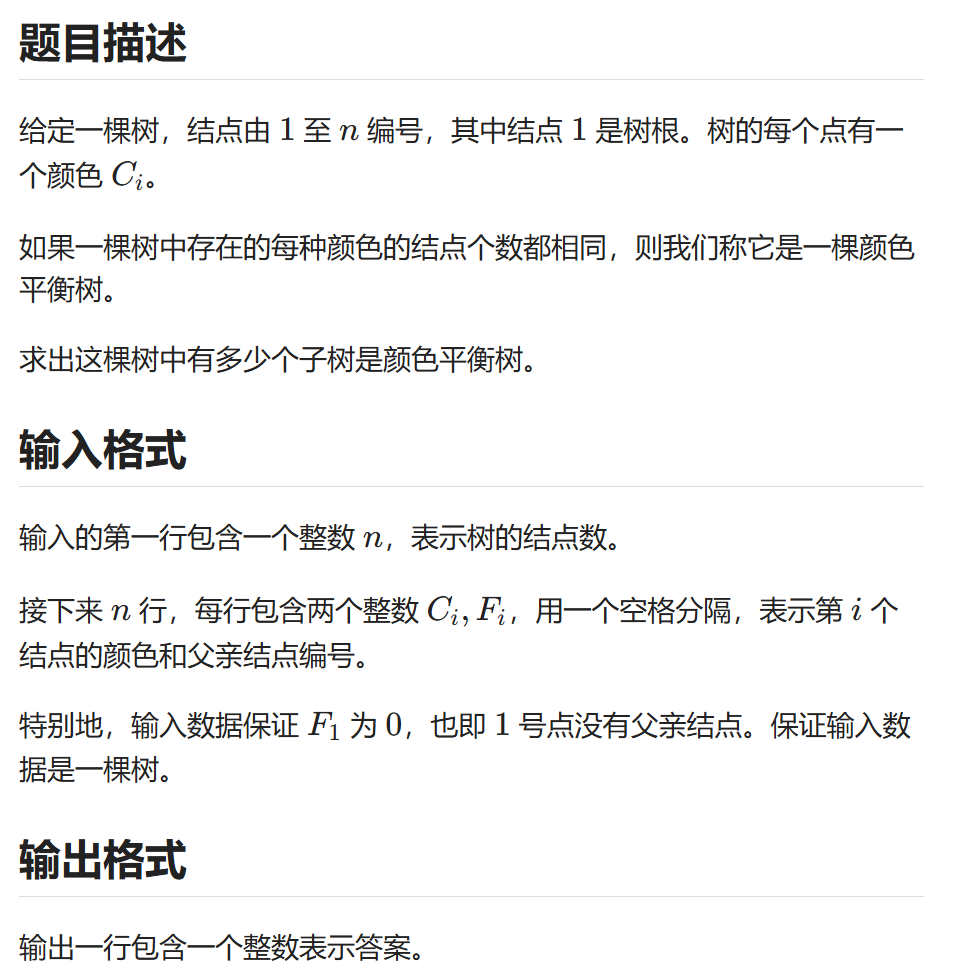 题目描述
给定一棵树，结点由 1 至 n 编号，其中结点 1 是树根。树的每个点有一
个颜色 C_i。
如果一棵树中存在的每种颜色的结点个数都相同，则我们称它是一棵颜色
平衡树。
求出这棵树中有多少个子树是颜色平衡树。
输入格式
输入的第一行包含一个整数 n，表示树的结点数。
接下来 n 行，每行包含两个整数 C_i, F_i，用一个空格分隔，表示第 i 个
结点的颜色和父亲结点编号。
特别地，输入数据保证 F_1 为 0，也即 1 号点没有父亲结点。保证输入数
据是一棵树。
输出格式
输出一行包含一个整数表示答案。